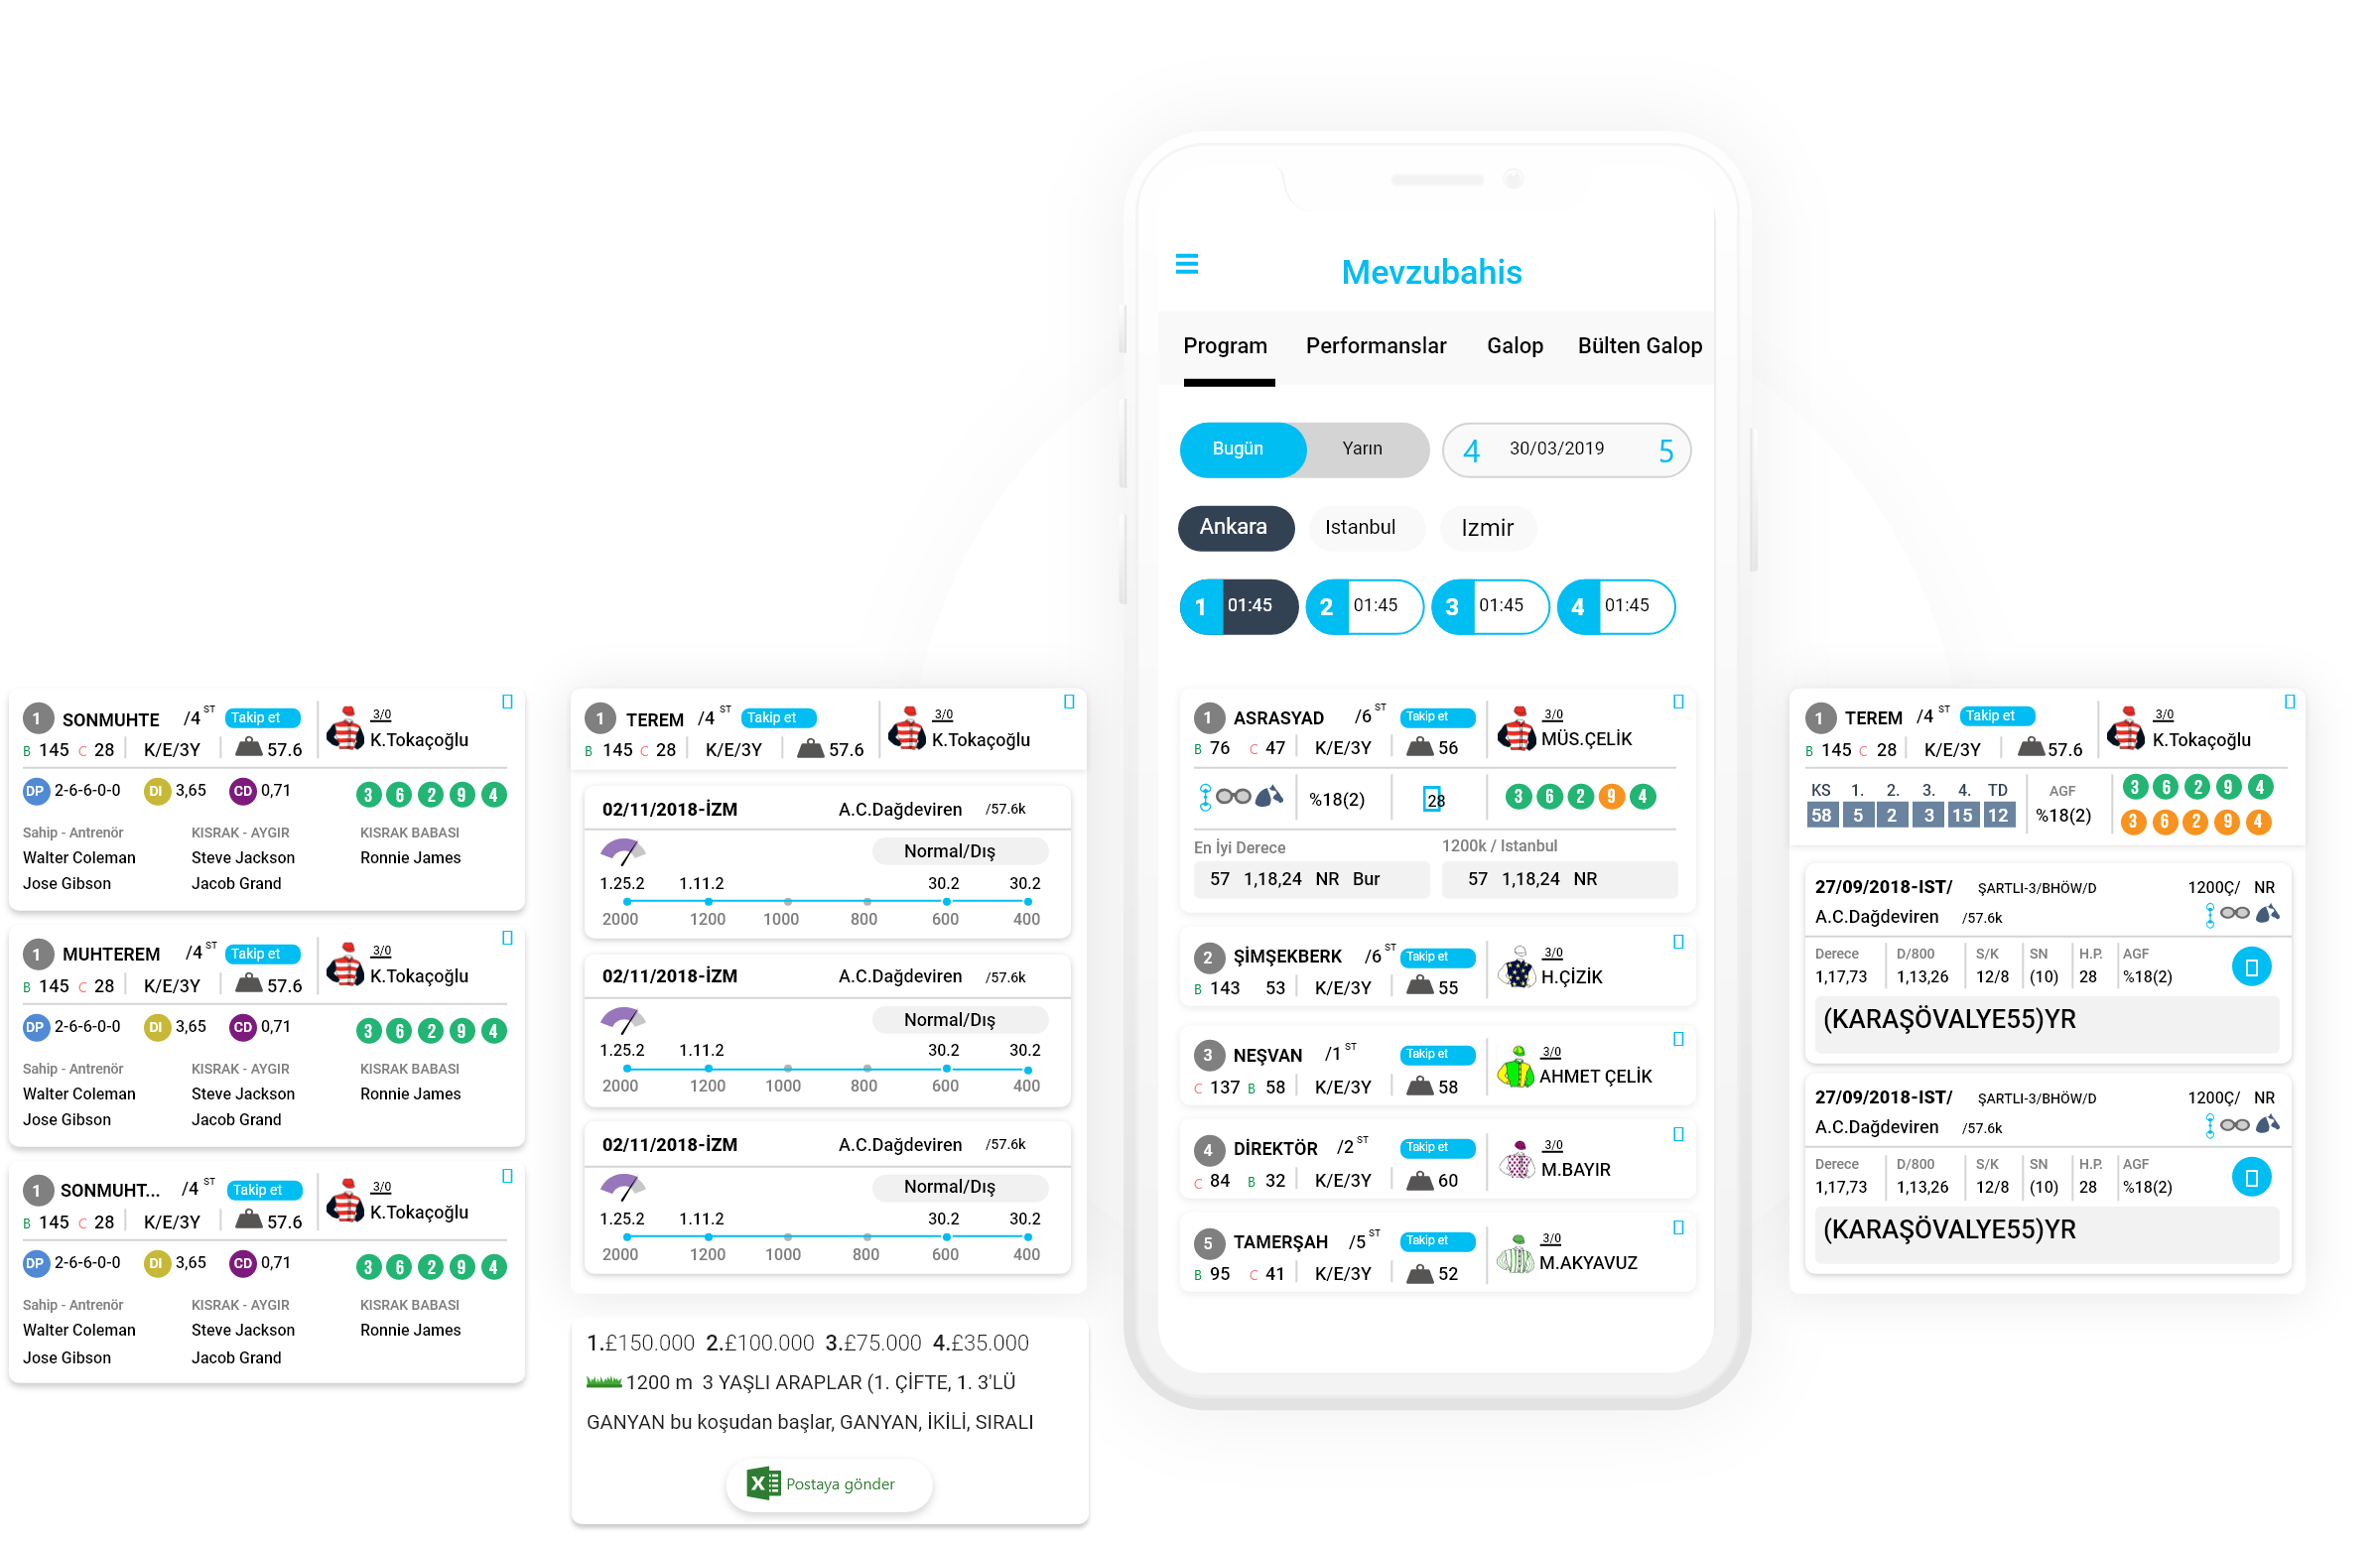 Mevzubahis
Program Performanslar Galop Bülten Galop
Bugün Yarın 4 30/03/2019 5
Ankara Istanbul Izmir
1 01:45 2 01:45 3 01:45 4 01:45
1 ASRASYAD /6 ST Takip et 3/0
B 76 C 47 K/E/3Y 56 MÜS.ÇELİK
%18(2) 28 3 6 2 9 4
En İyi Derece 1200k / Istanbul
57 1,18,24 NR Bur 57 1,18,24 NR
2 ŞİMŞEKBERK /6 ST Takip et 3/0
B 143 53 K/E/3Y 55 H.ÇİZİK
3 NEŞVAN /1 ST Takip et 3/0
C 137 B 58 K/E/3Y 58 AHMET ÇELİK
4 DİREKTÖR /2 ST Takip et 3/0
C 84 B 32 K/E/3Y 60 M.BAYIR
5 TAMERŞAH /5 ST Takip et 3/0
B 95 C 41 K/E/3Y 52 M.AKYAVUZ
1 SONMUHTE /4 ST Takip et 3/0
B 145 C 28 K/E/3Y 57.6 K.Tokaçoğlu
DP 2-6-6-0-0 DI 3,65 CD 0,71 3 6 2 9 4
Sahip - Antrenör KISRAK - AYGIR KISRAK BABASI
Walter Coleman Steve Jackson Ronnie James
Jose Gibson Jacob Grand
1 MUHTEREM /4 ST Takip et 3/0
B 145 C 28 K/E/3Y 57.6 K.Tokaçoğlu
DP 2-6-6-0-0 DI 3,65 CD 0,71 3 6 2 9 4
Sahip - Antrenör KISRAK - AYGIR KISRAK BABASI
Walter Coleman Steve Jackson Ronnie James
Jose Gibson Jacob Grand
1 SONMUHT... /4 ST Takip et 3/0
B 145 C 28 K/E/3Y 57.6 K.Tokaçoğlu
DP 2-6-6-0-0 DI 3,65 CD 0,71 3 6 2 9 4
Sahip - Antrenör KISRAK - AYGIR KISRAK BABASI
Walter Coleman Steve Jackson Ronnie James
Jose Gibson Jacob Grand
1 TEREM /4 ST Takip et 3/0
B 145 C 28 K/E/3Y 57.6 K.Tokaçoğlu
02/11/2018-İZM A.C.Dağdeviren /57.6k
Normal/Dış
1.25.2 1.11.2 30.2 30.2
2000 1200 1000 800 600 400
02/11/2018-İZM A.C.Dağdeviren /57.6k
Normal/Dış
1.25.2 1.11.2 30.2 30.2
2000 1200 1000 800 600 400
02/11/2018-İZM A.C.Dağdeviren /57.6k
Normal/Dış
1.25.2 1.11.2 30.2 30.2
2000 1200 1000 800 600 400
1.£150.000 2.£100.000 3.£75.000 4.£35.000
1200 m 3 YAŞLI ARAPLAR (1. ÇİFTE, 1. 3'LÜ
GANYAN bu koşudan başlar, GANYAN, İKİLİ, SIRALI
X Postaya gönder
1 TEREM /4 ST Takip et 3/0
B 145 C 28 K/E/3Y 57.6 K.Tokaçoğlu
KS 1. 2. 3. 4. TD AGF 3 6 2 9 4
58 5 2 3 15 12 %18(2) 3 6 2 9 4
27/09/2018-IST/ ŞARTLI-3/BHÖW/D 1200Ç/ NR
A.C.Dağdeviren /57.6k
Derece D/800 S/K SN H.P. AGF
1,17,73 1,13,26 12/8 (10) 28 %18(2)
(KARAŞÖVALYE55)YR
27/09/2018-IST/ ŞARTLI-3/BHÖW/D 1200Ç/ NR
A.C.Dağdeviren /57.6k
Derece D/800 S/K SN H.P. AGF
1,17,73 1,13,26 12/8 (10) 28 %18(2)
(KARAŞÖVALYE55)YR